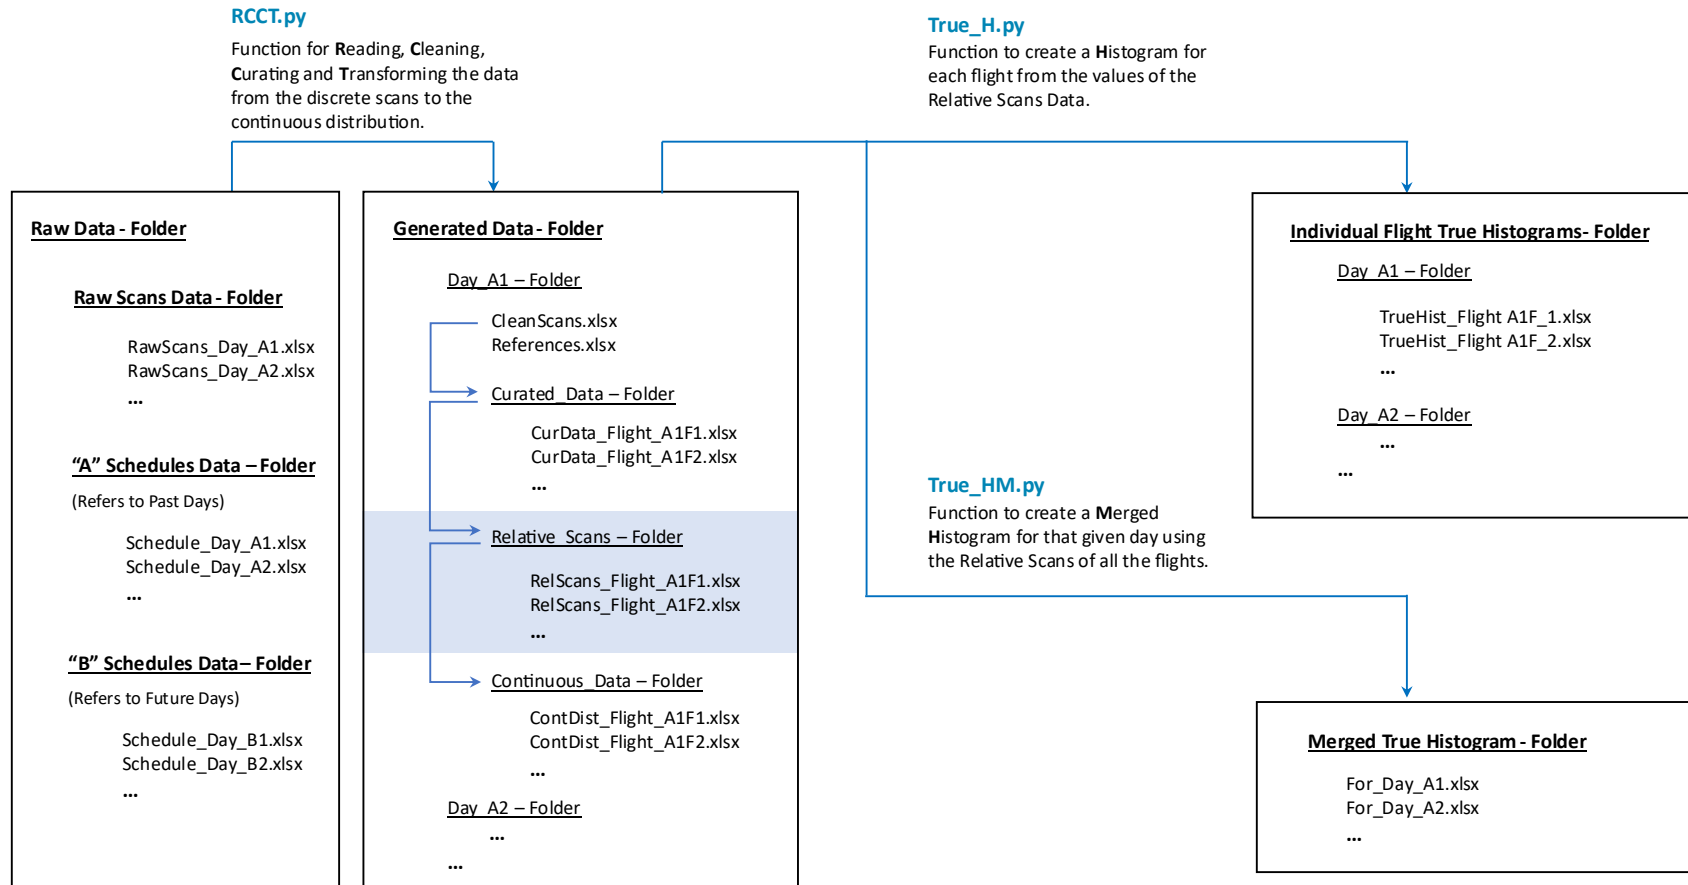 RCCT.py
Function for Reading, Cleaning,
Curating and Transforming the data
from the discrete scans to the
continuous distribution.
True_H.py
Function to create a Histogram for
each flight from the values of the
Relative Scans Data.
Raw Data - Folder
Raw Scans Data - Folder
RawScans_Day_A1.xlsx
RawScans_Day_A2.xlsx
...
“A” Schedules Data – Folder
(Refers to Past Days)
Schedule_Day_A1.xlsx
Schedule_Day_A2.xlsx
...
“B” Schedules Data – Folder
(Refers to Future Days)
Schedule_Day_B1.xlsx
Schedule_Day_B2.xlsx
...
Generated Data - Folder
Day_A1 – Folder
CleanScans.xlsx
References.xlsx
Curated_Data – Folder
CurData_Flight_A1F1.xlsx
CurData_Flight_A1F2.xlsx
...
Relative_Scans – Folder
RelScans_Flight_A1F1.xlsx
RelScans_Flight_A1F2.xlsx
...
Continuous_Data – Folder
ContDist_Flight_A1F1.xlsx
ContDist_Flight_A1F2.xlsx
...
Day_A2 – Folder
...
...
True_HM.py
Function to create a Merged
Histogram for that given day using
the Relative Scans of all the flights.
Individual Flight True Histograms- Folder
Day_A1 – Folder
TrueHist_Flight A1F_1.xlsx
TrueHist_Flight A1F_2.xlsx
...
Day_A2 – Folder
...
...
Merged True Histogram - Folder
For_Day_A1.xlsx
For_Day_A2.xlsx
...